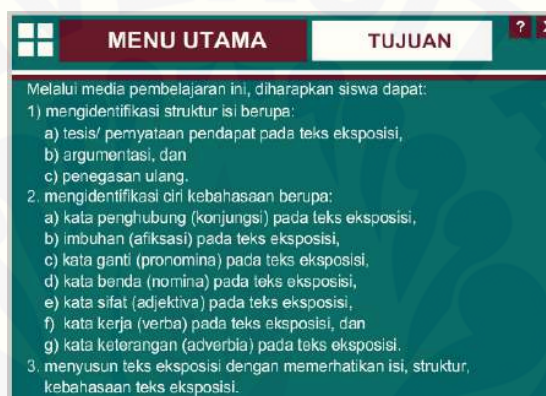 MENU UTAMA
TUJUAN
?
Melalui media pembelajaran ini, diharapkan siswa dapat:
1) mengidentifikasi struktur isi berupa:
a) tesis/ pernyataan pendapat pada teks eksposisi,
b) argumentasi, dan
c) penegasan ulang.
2. mengidentifikasi ciri kebahasaan berupa:
a) kata penghubung (konjungsi) pada teks eksposisi,
b) imbuhan (afiksasi) pada teks eksposisi,
c) kata ganti (pronomina) pada teks eksposisi,
d) kata benda (nomina) pada teks eksposisi,
e) kata sifat (adjektiva) pada teks eksposisi,
f) kata kerja (verba) pada teks eksposisi, dan
g) kata keterangan (adverbia) pada teks eksposisi.
3. menyusun teks eksposisi dengan memerhatikan isi, struktur,
kebahasaan teks eksposisi.